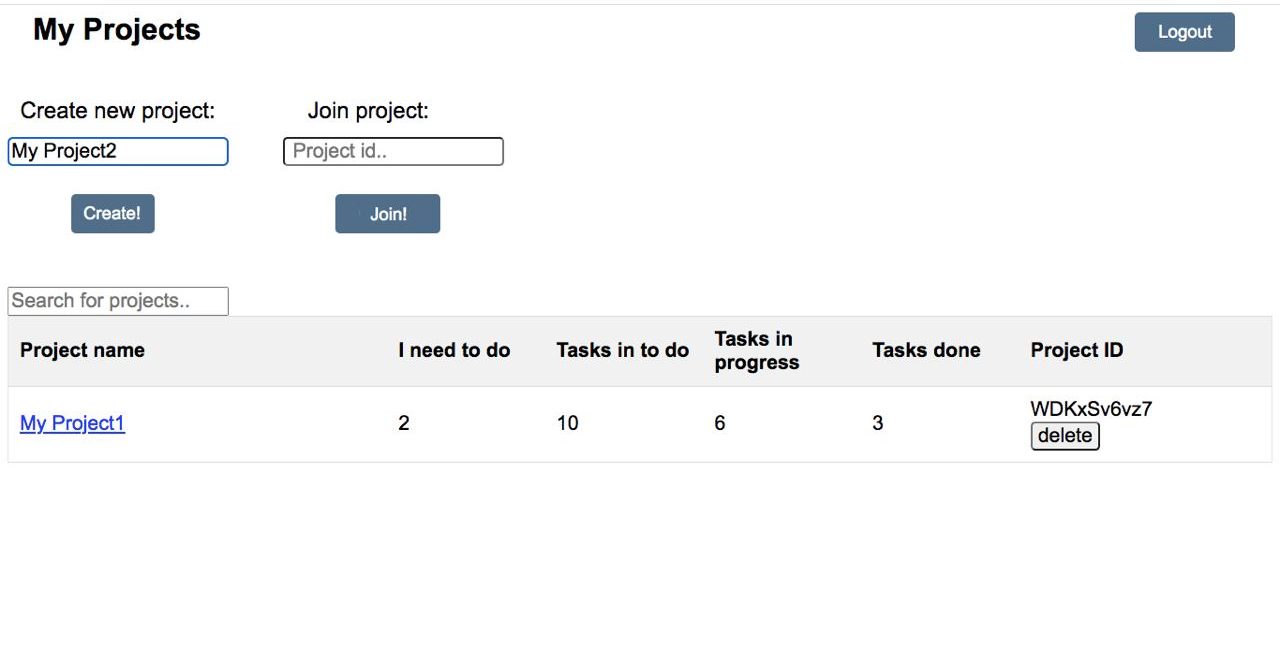 My Projects
Logout
Create new project:
Join project:
My Project2
Project id..
Create!
Join!
Search for projects..
Project name
I need to do
Tasks in to do
Tasks in
progress
Tasks done
Project ID
My Project1
2
10
6
3
WDKxSv6vz7
delete